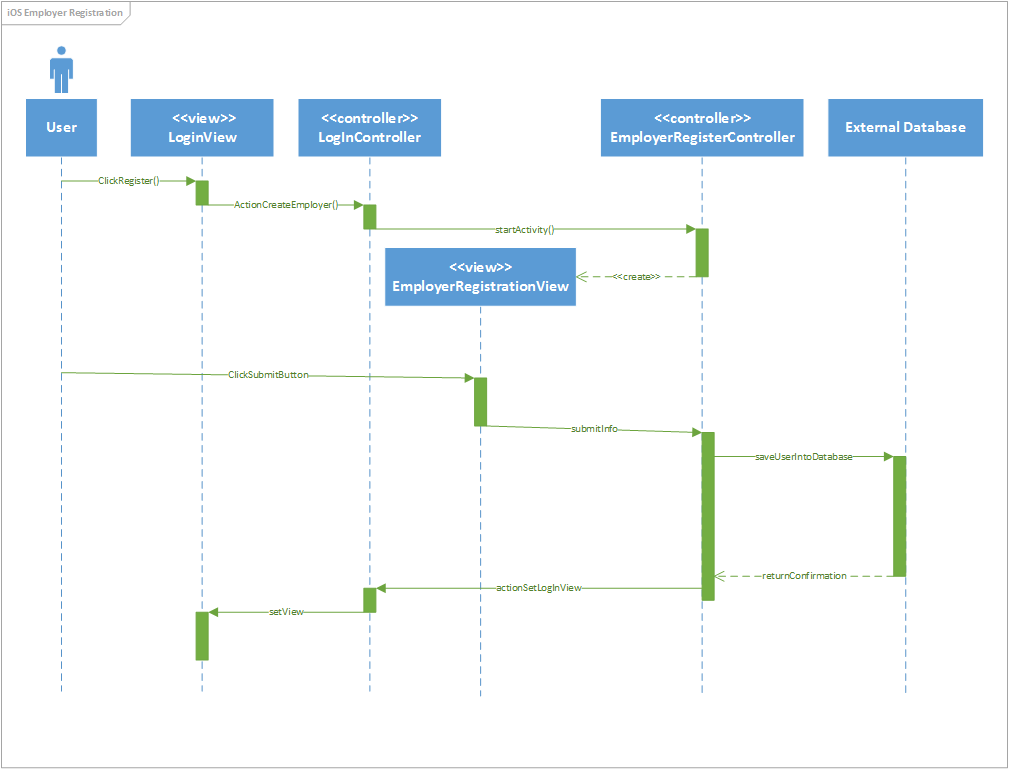 iOS Employer Registration
User
<<view>>
LoginView
<<controller>>
LogInController
<<controller>>
EmployerRegisterController
External Database
ClickRegister()
ActionCreateEmployer()
startActivity()
<<view>>
EmployerRegistrationView
<<create>>
ClickSubmitButton
submitInfo
saveUserIntoDatabase
returnConfirmation
actionSetLogInView
setView